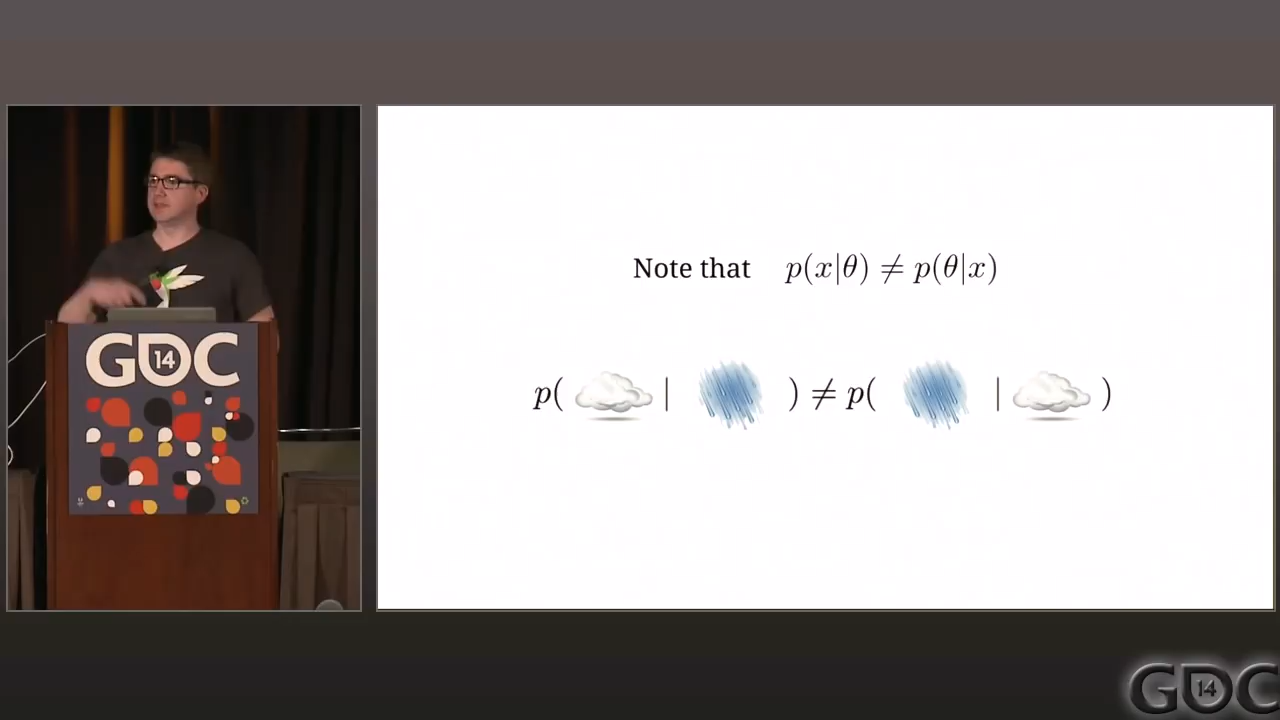 GDC
14
Note that p(x|θ) ≠ p(θ|x)
p( | ) ≠ p( | )
GDC
14